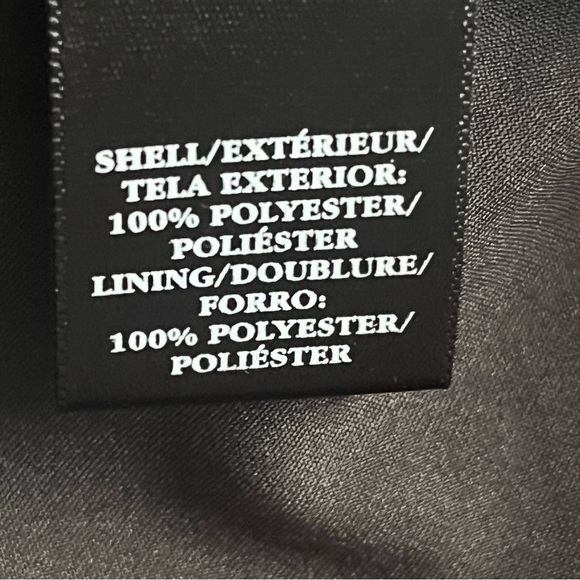 SHELL/EXTÉRIEUR/
TELA EXTERIOR:
100% POLYESTER/
POLIÉSTER
LINING/DOUBLURE/
FORRO:
100% POLYESTER/
POLIÉSTER